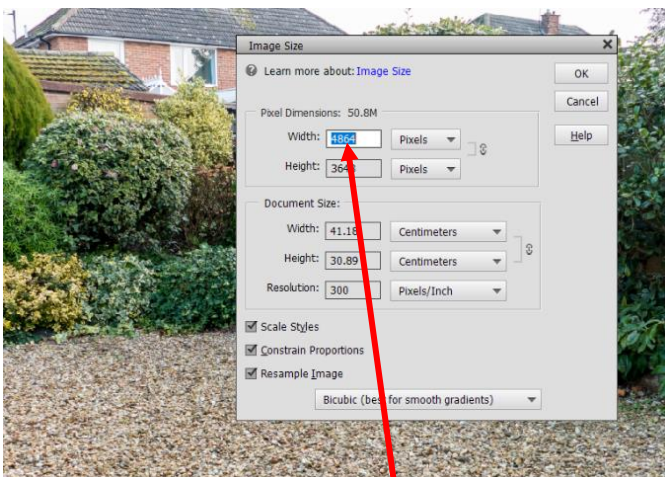 Image Size
Learn more about: Image Size
OK
Cancel
Help
Pixel Dimensions: 50.8M
Width: 4864 Pixels
Height: 3648 Pixels
Document Size:
Width: 41.18 Centimeters
Height: 30.89 Centimeters
Resolution: 300 Pixels/Inch
Scale Styles
Constrain Proportions
Resample Image
Bicubic (best for smooth gradients)